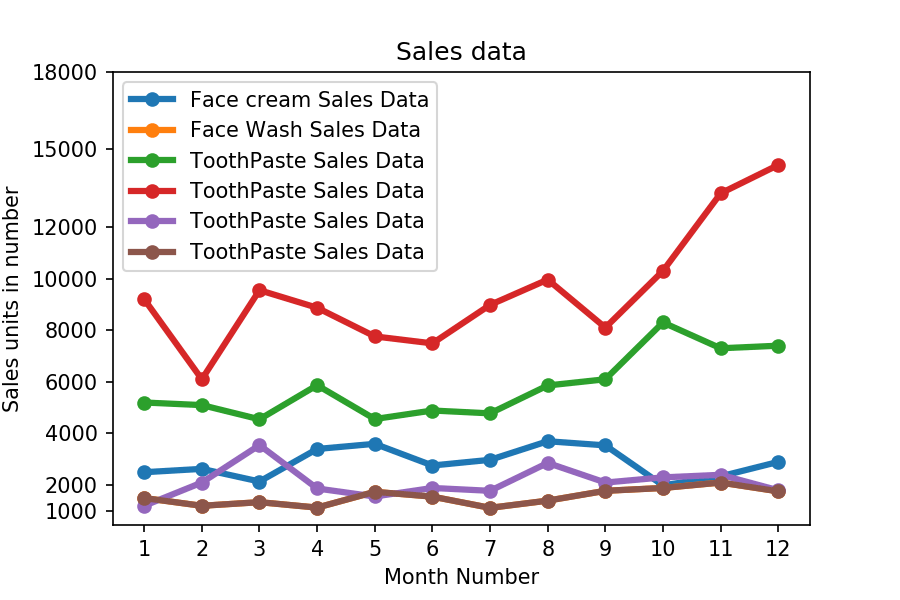 Sales data
18000
15000
12000
10000
8000
6000
4000
2000
1000
Sales units in number
Face cream Sales Data
Face Wash Sales Data
ToothPaste Sales Data
ToothPaste Sales Data
ToothPaste Sales Data
ToothPaste Sales Data
1 2 3 4 5 6 7 8 9 10 11 12
Month Number